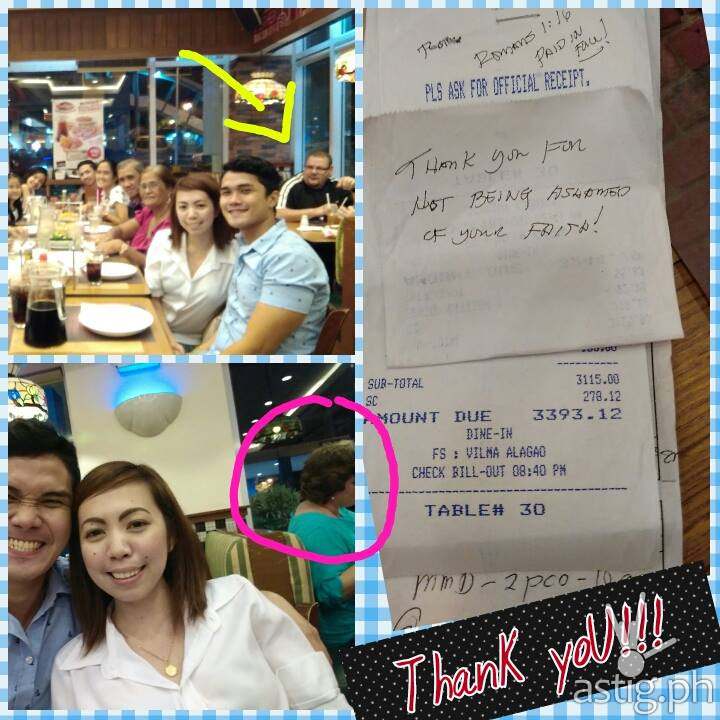 ROMANS 1:16
PAID IN
FULL!
PLS ASK FOR OFFICIAL RECEIPT.
THANK YOU FOR
NOT BEING ASHAMED
OF YOUR FAITH!
SUB-TOTAL 3115.00
SC 278.12
AMOUNT DUE 3393.12
DINE-IN
FS : VILMA ALAGAO
CHECK BILL-OUT 08:40 PM
TABLE# 30
MMD-2PCO-
Thank yoU!!!
astig.ph